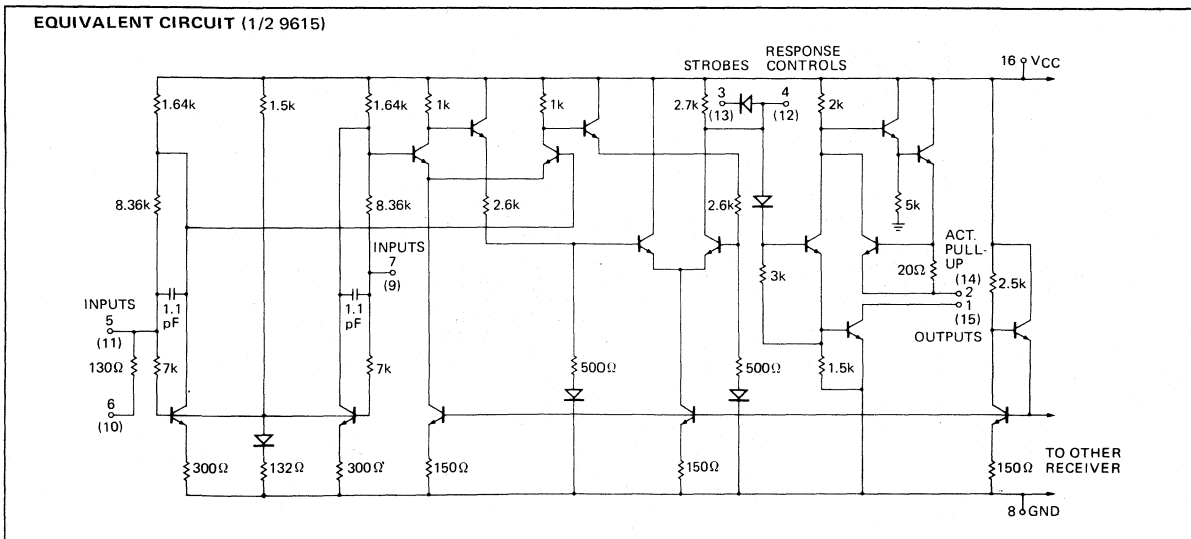 EQUIVALENT CIRCUIT (1/2 9615)
RESPONSE
STROBES
CONTROLS
16
VCC
3
4
(13)
(12)
1.64k
1.5k
1.64k
1k
1k
2.7k
2k
8.36k
8.36k
2.6k
2.6k
5k
INPUTS
7
(9)
3k
ACT.
PULL-
UP
(14)
20Ω
2
1
(15)
2.5k
OUTPUTS
INPUTS
5
(11)
1.1
pF
1.1
pF
130Ω
7k
7k
500Ω
500Ω
1.5k
6
(10)
300Ω
132Ω
300Ω
150Ω
150Ω
150Ω
TO OTHER
RECEIVER
8
GND